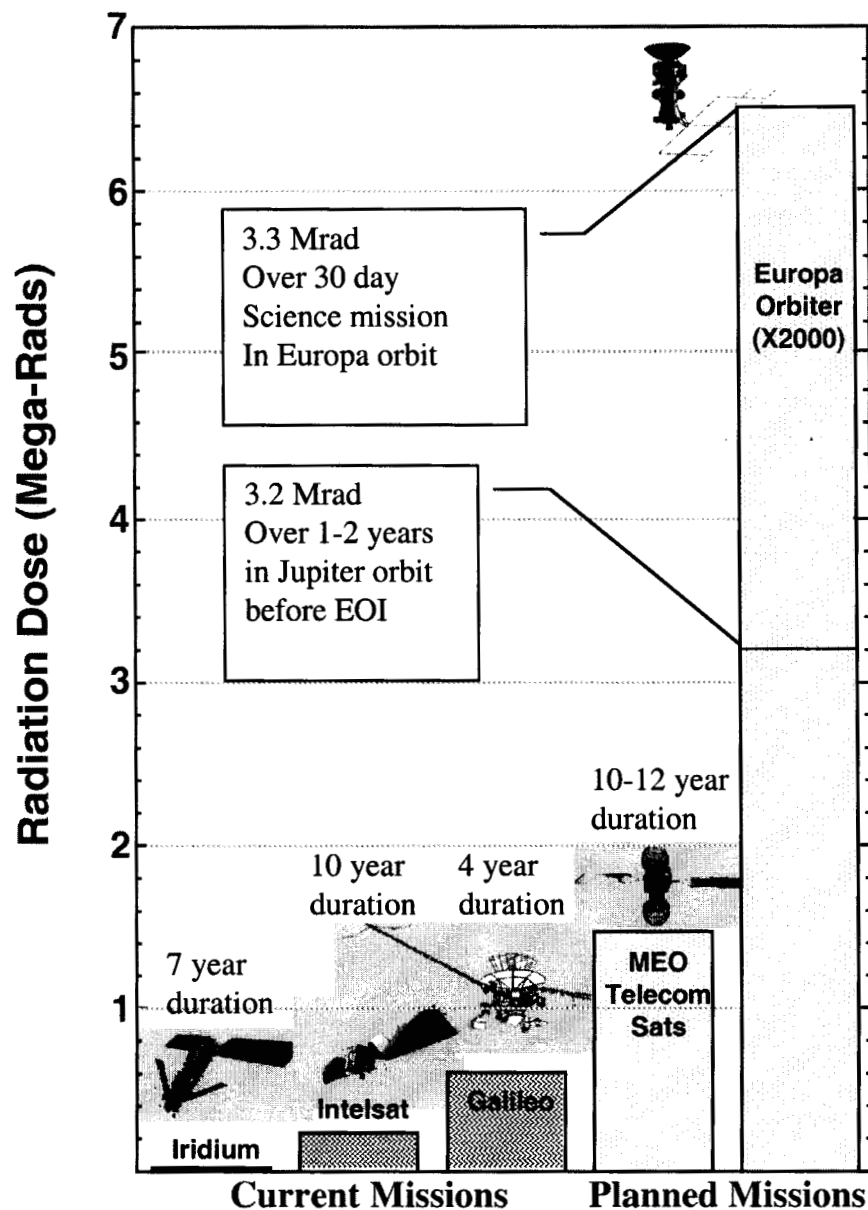 Radiation Dose (Mega-Rads)
7
6
5
4
3
2
1
3.3 Mrad
Over 30 day
Science mission
In Europa orbit
Europa
Orbiter
(X2000)
3.2 Mrad
Over 1-2 years
in Jupiter orbit
before EOI
10-12 year
duration
10 year
duration
4 year
duration
7 year
duration
MEO
Telecom
Sats
Iridium
Intelsat
Galileo
Current Missions
Planned Missions